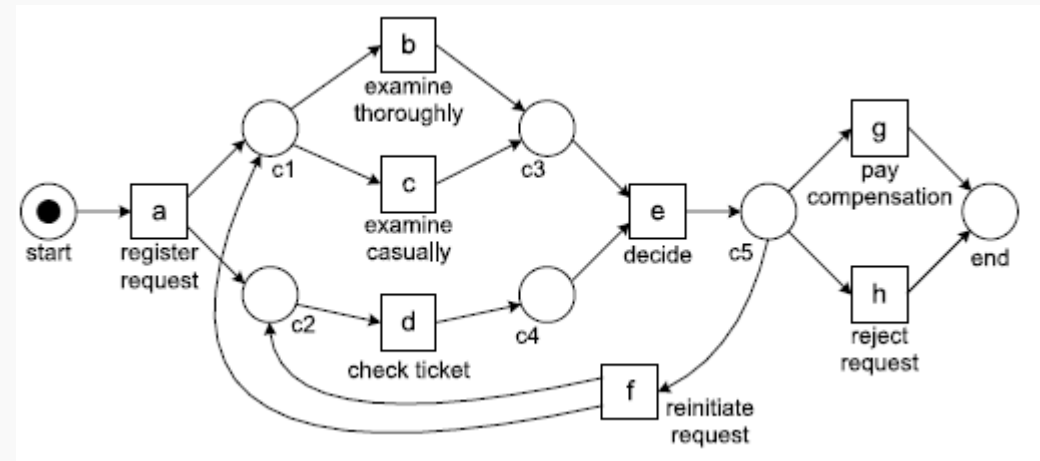 b
examine
thoroughly
c1
c
examine
casually
c3
g
pay
compensation
start
a
register
request
e
decide
c5
end
c2
d
check ticket
c4
h
reject
request
f
reinitiate
request